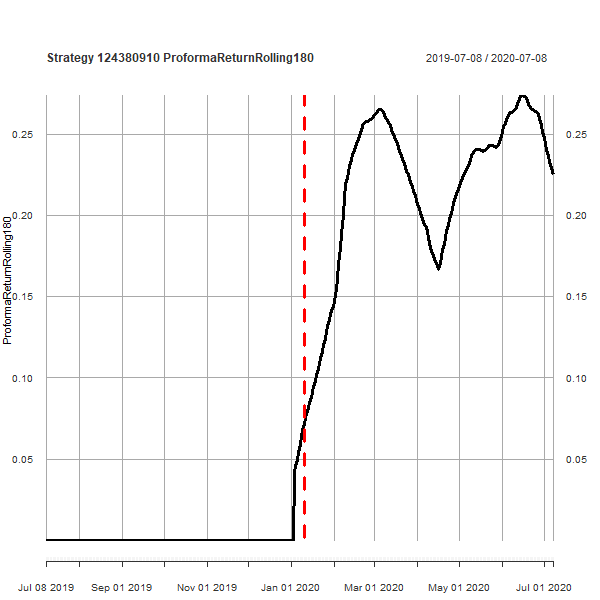 Strategy 124380910 ProformaReturnRolling180
2019-07-08 / 2020-07-08
ProformaReturnRolling180
0.25
0.20
0.15
0.10
0.05
0.25
0.20
0.15
0.10
0.05
Jul 08 2019
Sep 01 2019
Nov 01 2019
Jan 01 2020
Mar 01 2020
May 01 2020
Jul 01 2020